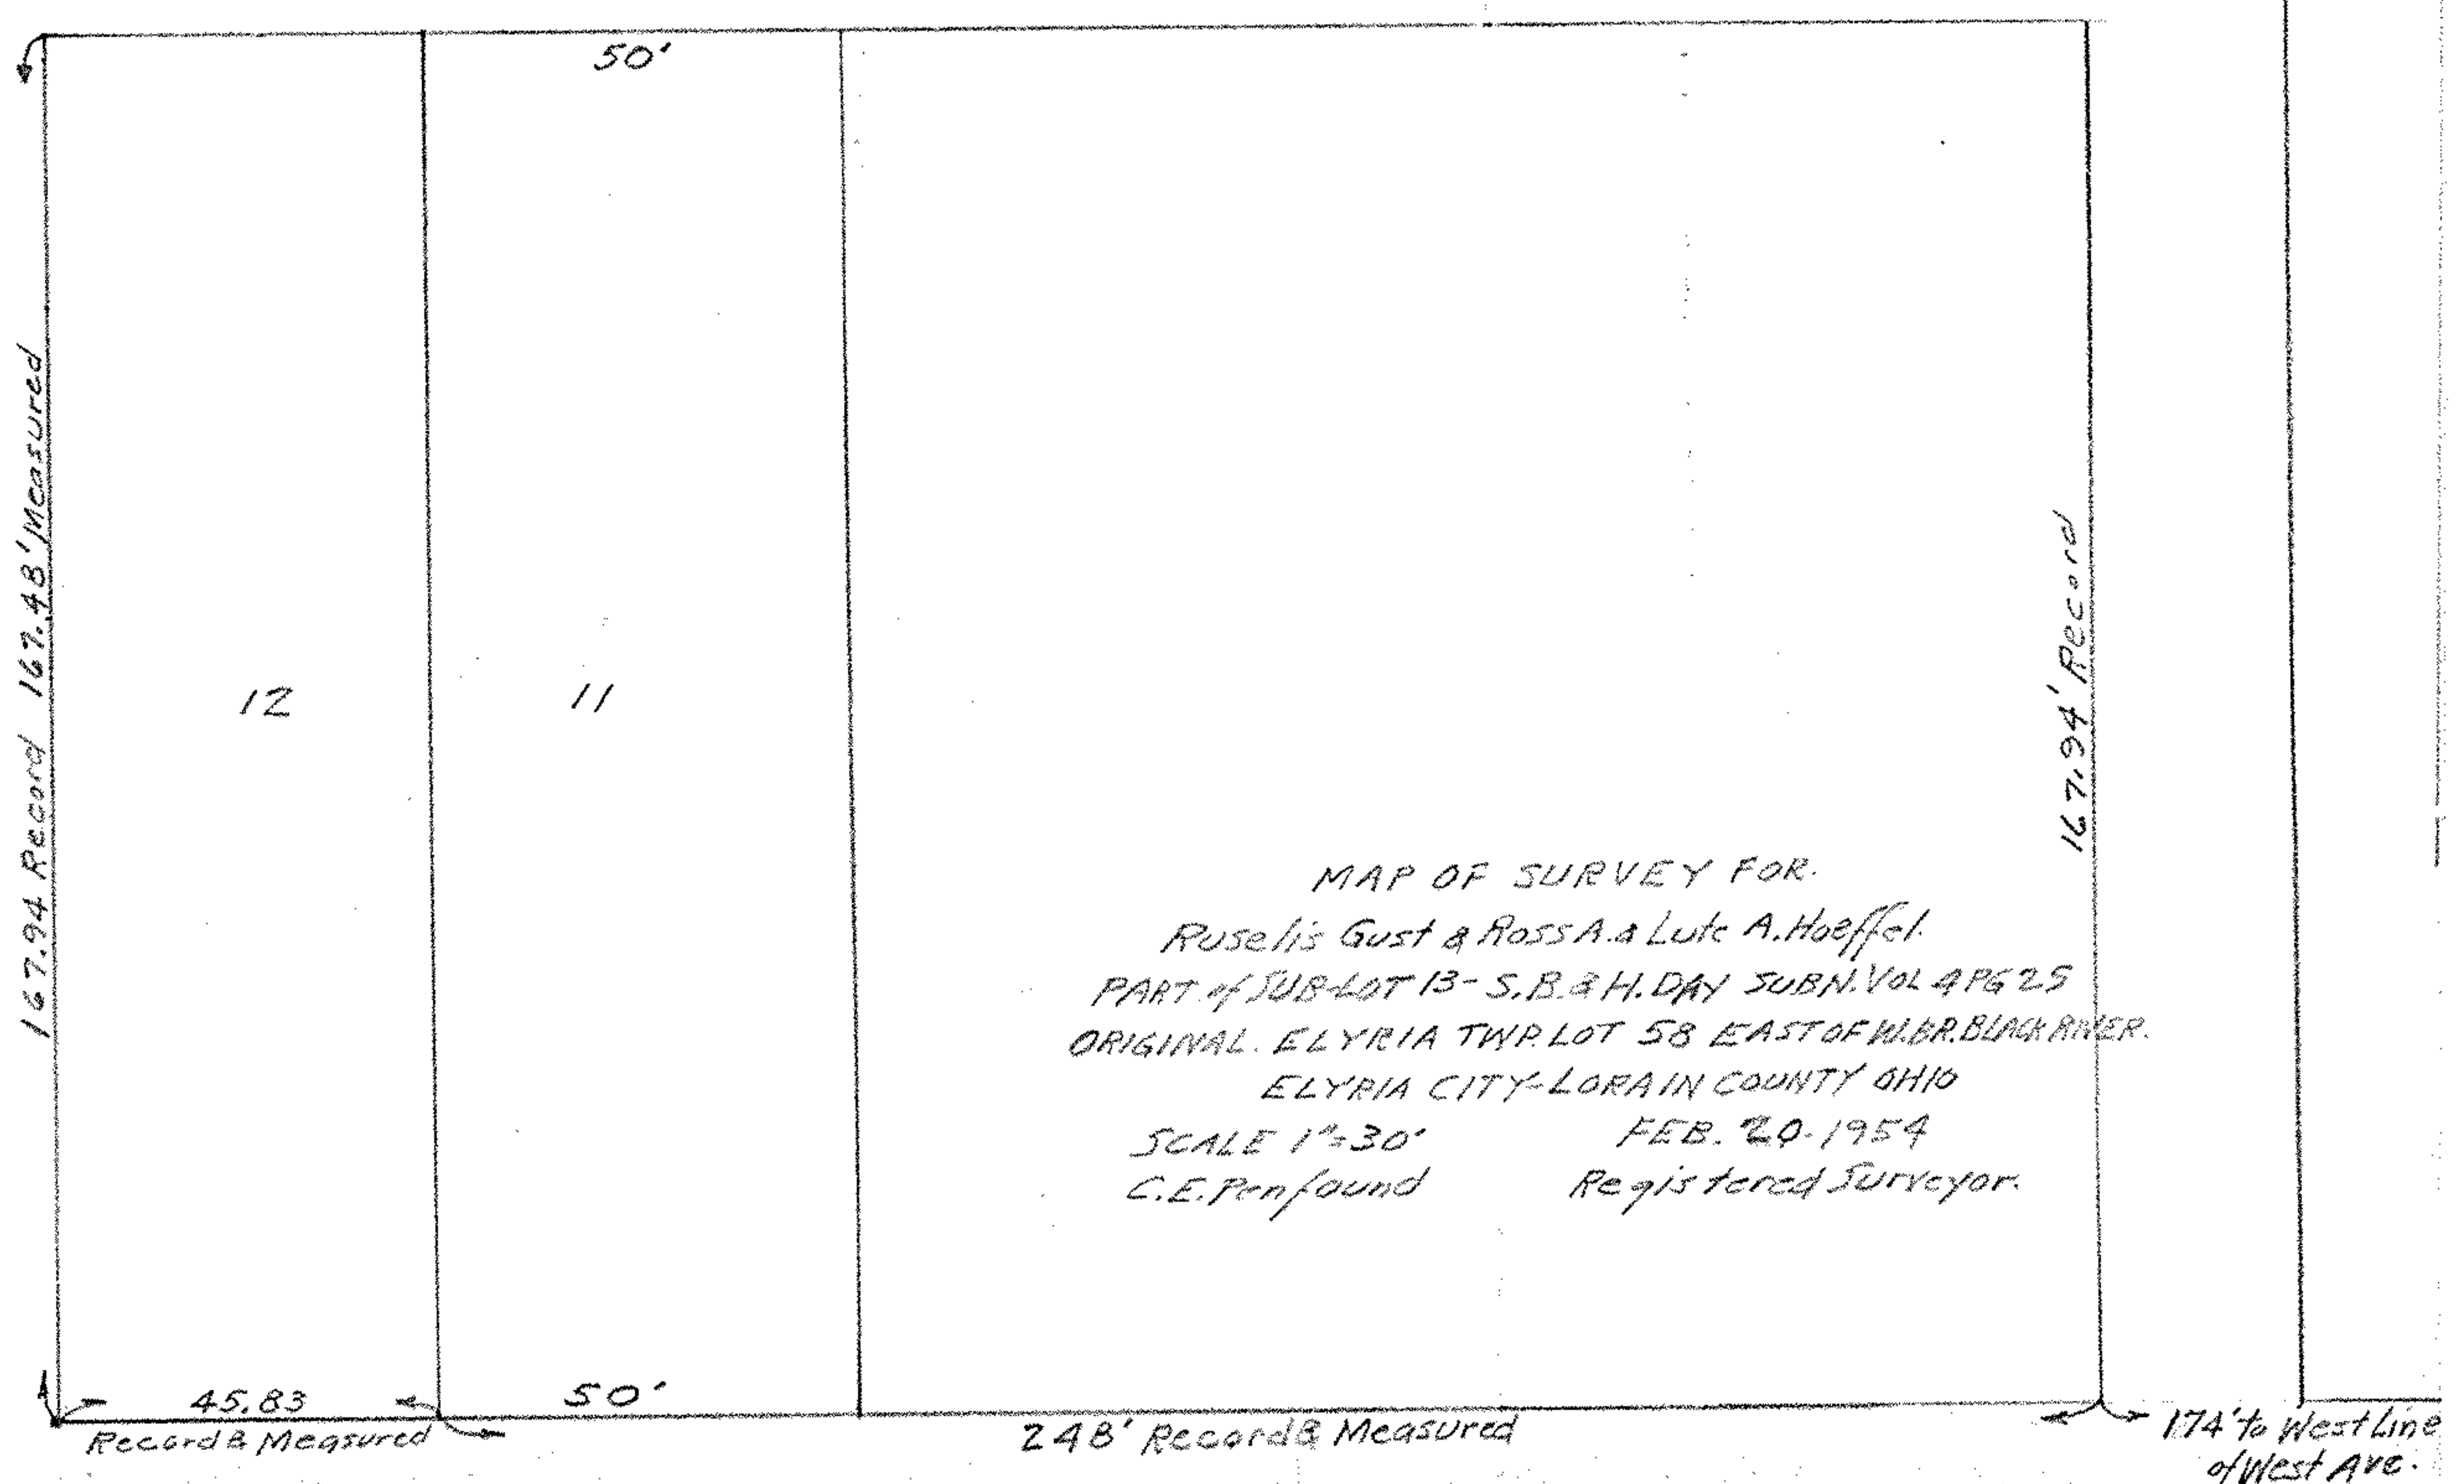 50'
167.94 Record 167.48' Measured
12
11
167.94' Record
MAP OF SURVEY FOR.
Ruselis Gust & Ross A. & Lute A. Hoeffel.
PART of SUB-LOT 13- S.B. & H. DAY SUBN. VOL 4 PG 25
ORIGINAL. ELYRIA TWP. LOT 58 EAST OF W. BR. BLACK RIVER.
ELYRIA CITY-LORAIN COUNTY OHIO
SCALE 1"=30' FEB. 20-1954
C.E. Penfound Registered Surveyor.
45.83 50'
Record & Measured 248' Record & Measured 174' to West Line
of West Ave.